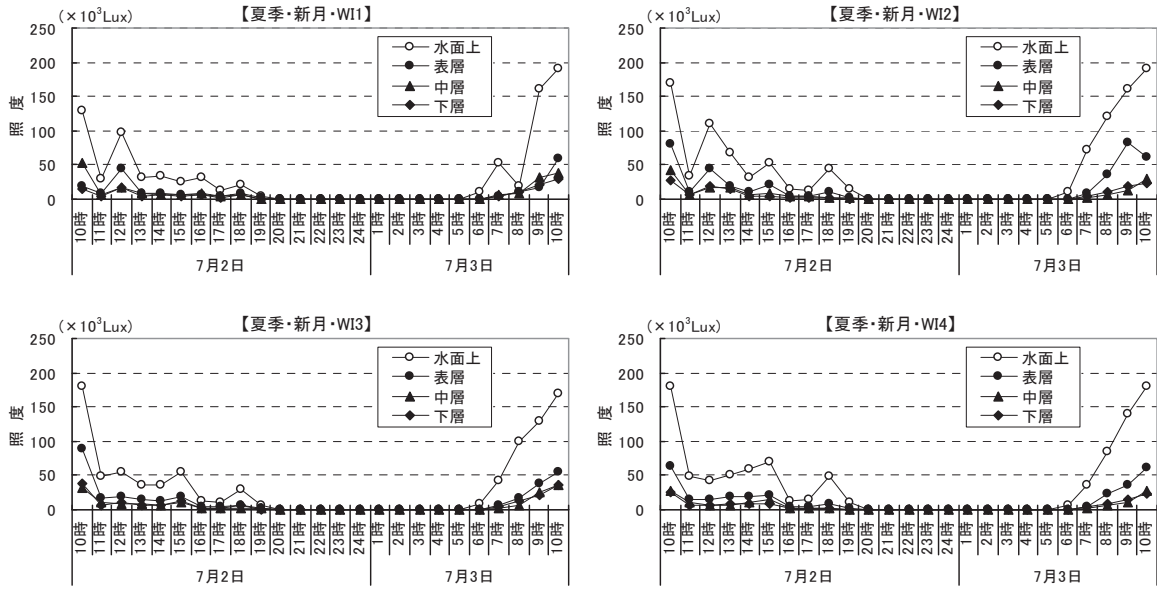 (×10³Lux)
【夏季・新月・WI1】
250
200
150
100
50
0
照度
水面上
表層
中層
下層
10時 11時 12時 13時 14時 15時 16時 17時 18時 19時 20時 21時 22時 23時 24時 1時 2時 3時 4時 5時 6時 7時 8時 9時 10時
7月2日 7月3日
(×10³Lux)
【夏季・新月・WI2】
250
200
150
100
50
0
照度
水面上
表層
中層
下層
10時 11時 12時 13時 14時 15時 16時 17時 18時 19時 20時 21時 22時 23時 24時 1時 2時 3時 4時 5時 6時 7時 8時 9時 10時
7月2日 7月3日
(×10³Lux)
【夏季・新月・WI3】
250
200
150
100
50
0
照度
水面上
表層
中層
下層
10時 11時 12時 13時 14時 15時 16時 17時 18時 19時 20時 21時 22時 23時 24時 1時 2時 3時 4時 5時 6時 7時 8時 9時 10時
7月2日 7月3日
(×10³Lux)
【夏季・新月・WI4】
250
200
150
100
50
0
照度
水面上
表層
中層
下層
10時 11時 12時 13時 14時 15時 16時 17時 18時 19時 20時 21時 22時 23時 24時 1時 2時 3時 4時 5時 6時 7時 8時 9時 10時
7月2日 7月3日